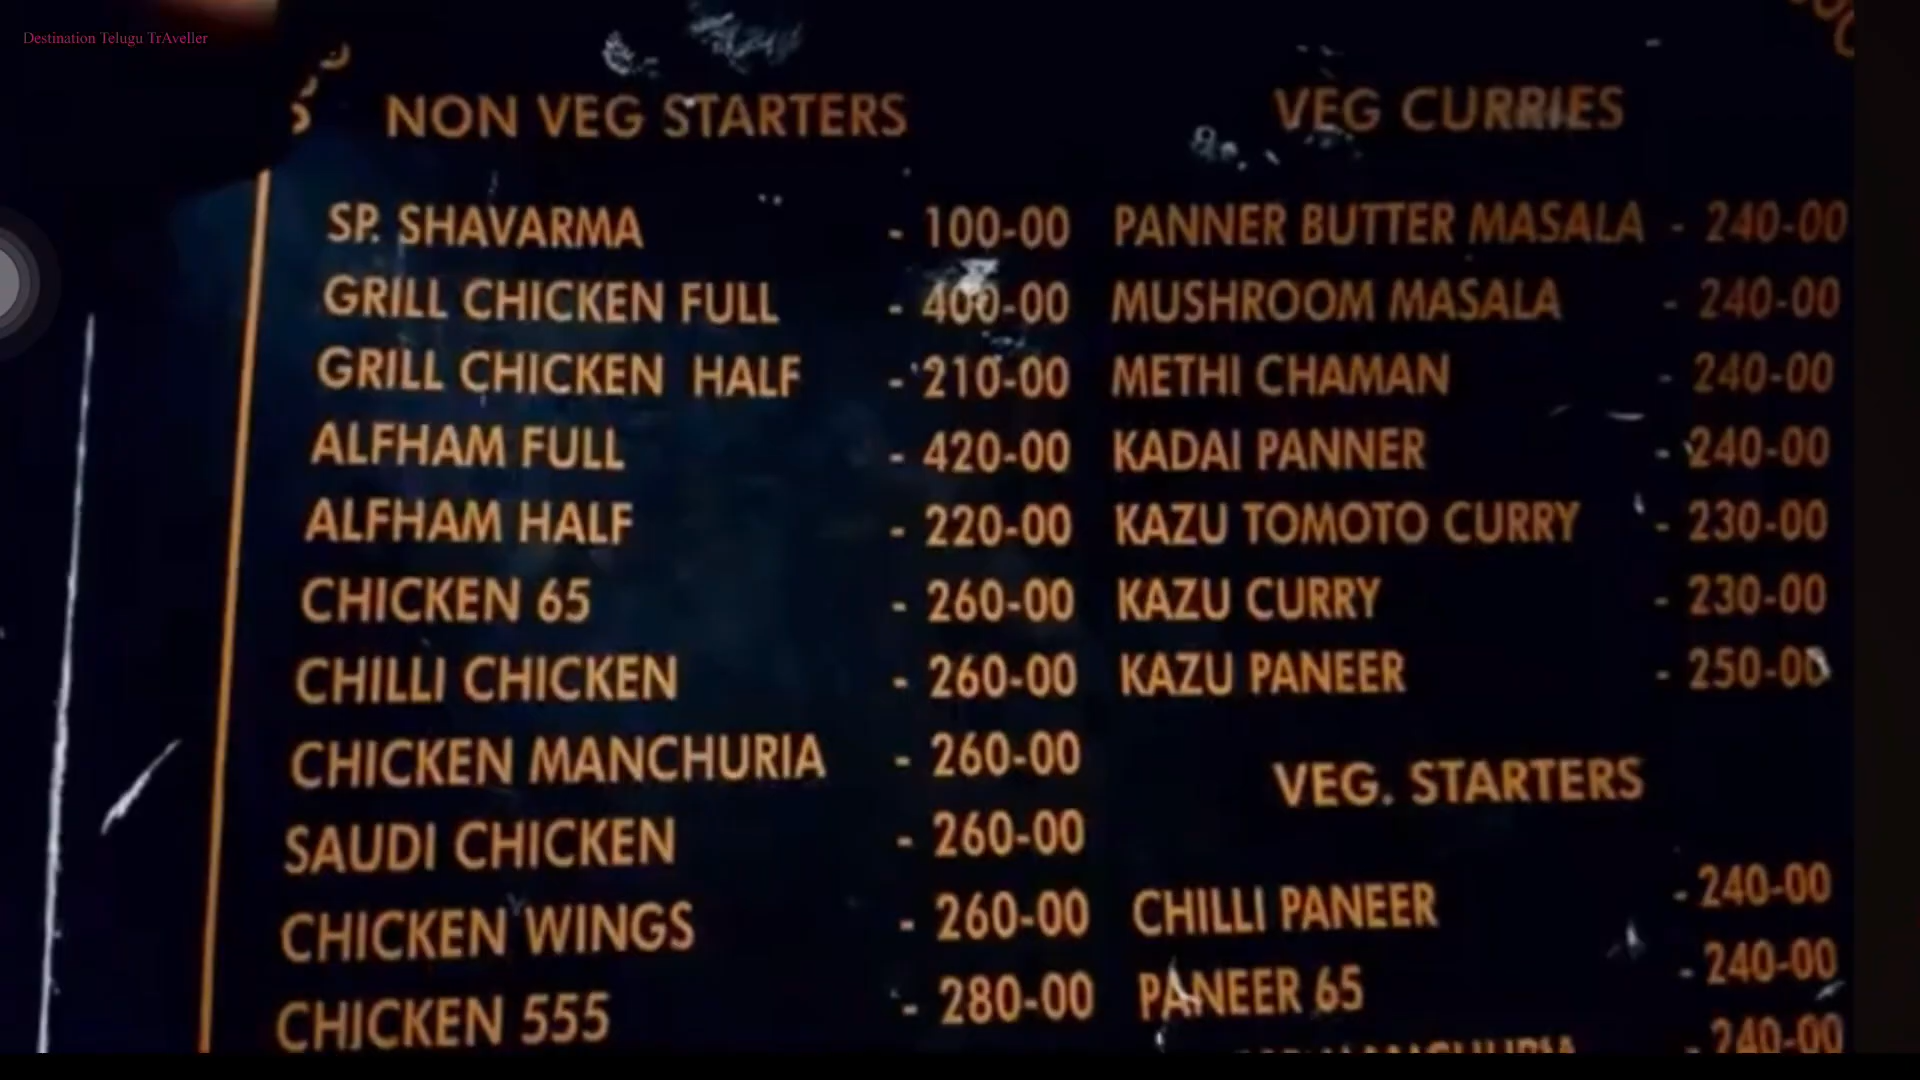 Destination Telugu TrAveller
NON VEG STARTERS
SP. SHAVARMA - 100-00
GRILL CHICKEN FULL - 400-00
GRILL CHICKEN HALF - 210-00
ALFHAM FULL - 420-00
ALFHAM HALF - 220-00
CHICKEN 65 - 260-00
CHILLI CHICKEN - 260-00
CHICKEN MANCHURIA - 260-00
SAUDI CHICKEN - 260-00
CHICKEN WINGS - 260-00
CHICKEN 555 - 280-00
VEG CURRIES
PANNER BUTTER MASALA - 240-00
MUSHROOM MASALA - 240-00
METHI CHAMAN - 240-00
KADAI PANNER - 240-00
KAZU TOMOTO CURRY - 230-00
KAZU CURRY - 230-00
KAZU PANEER - 250-00
VEG. STARTERS
CHILLI PANEER - 240-00
PANEER 65 - 240-00
- 240-00